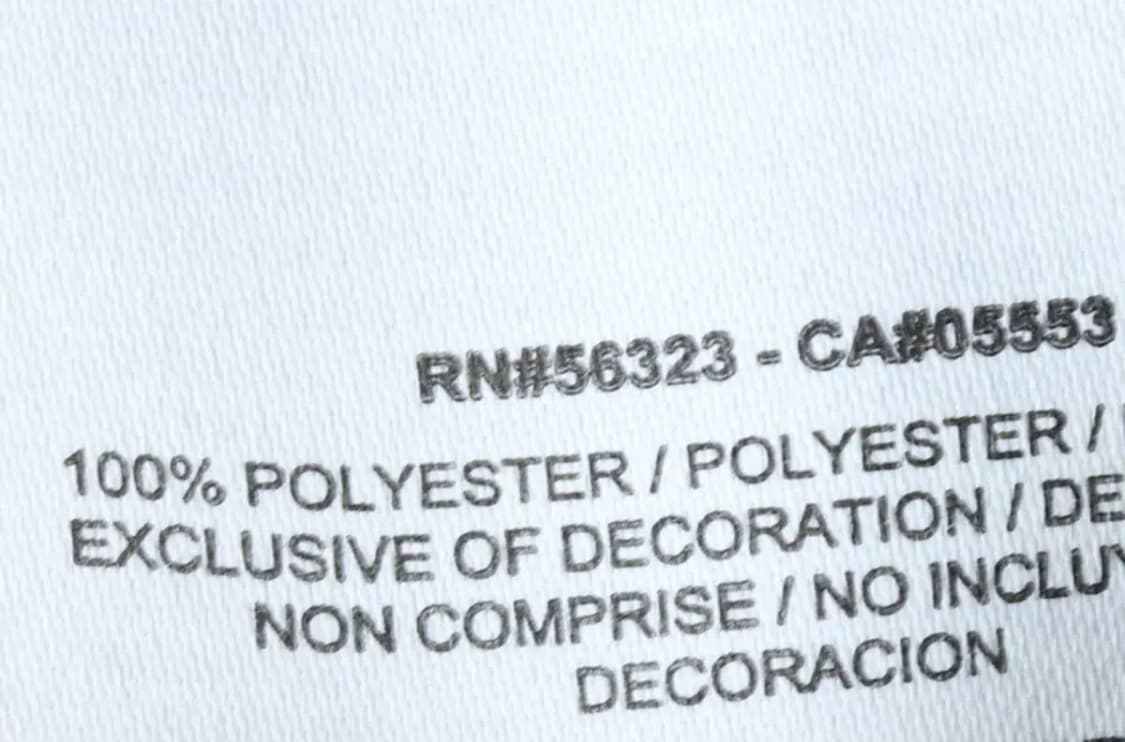 RN#56323 - CA#05553
100% POLYESTER / POLYESTER /
EXCLUSIVE OF DECORATION /
NON COMPRISE / NO
DECORACION